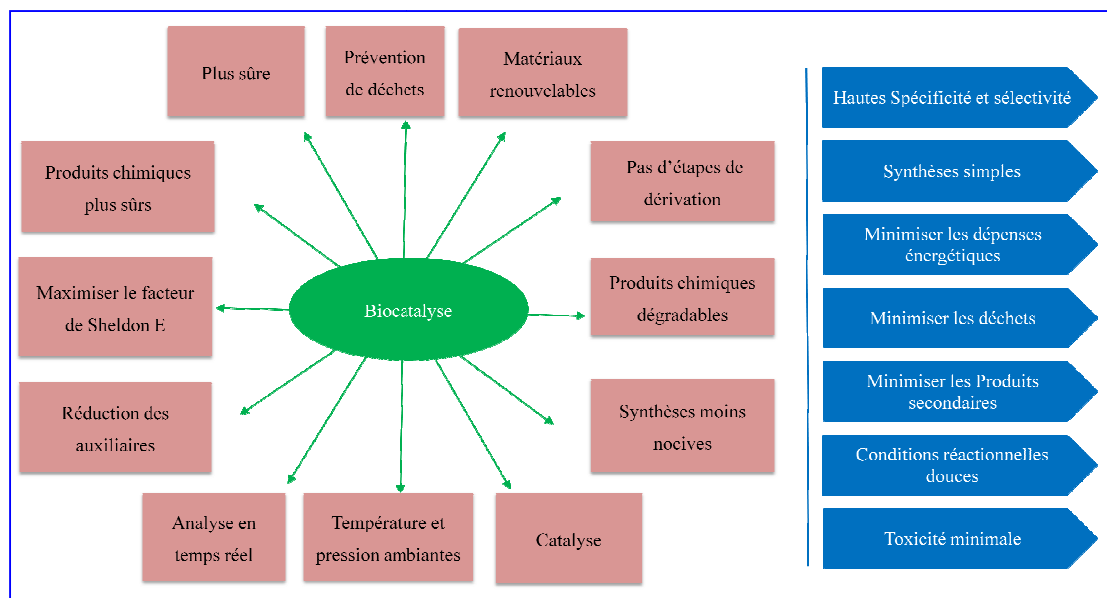 Plus sûre
Prévention
de déchets
Matériaux
renouvelables
Produits chimiques
plus sûrs
Pas d’étapes de
dérivation
Maximiser le facteur
de Sheldon E
Biocatalyse
Produits chimiques
dégradables
Réduction des
auxiliaires
Synthèses moins
nocives
Analyse en
temps réel
Température et
pression ambiantes
Catalyse
Hautes Spécificité et sélectivité
Synthèses simples
Minimiser les dépenses
énergétiques
Minimiser les déchets
Minimiser les Produits
secondaires
Conditions réactionnelles
douces
Toxicité minimale